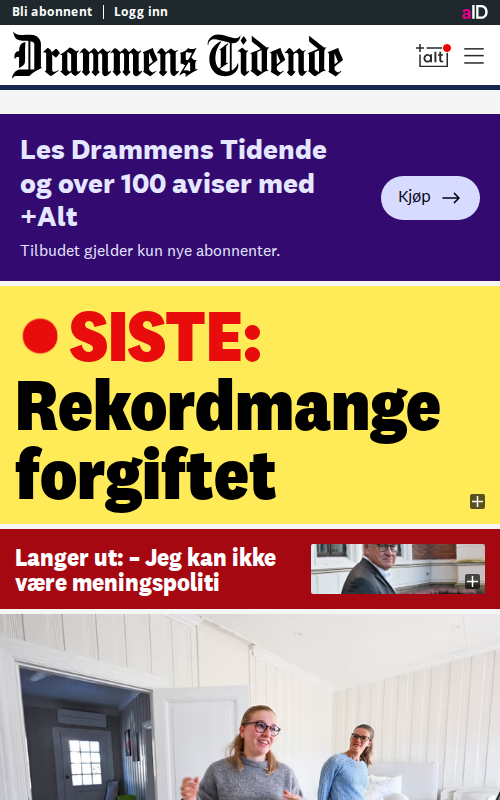 Bli abonnent | Logg inn
aID
Drammens Tidende
+alt
Les Drammens Tidende
og over 100 aviser med
+Alt
Kjøp →
Tilbudet gjelder kun nye abonnenter.
SISTE:
Rekordmange
forgiftet
Langer ut: – Jeg kan ikke
være meningspoliti